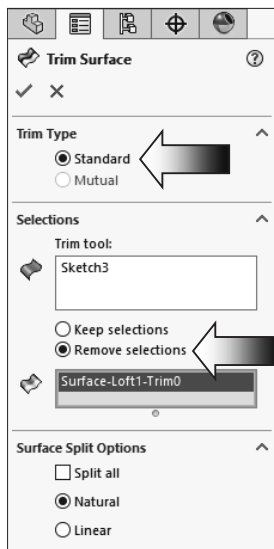 Trim Surface
Trim Type
Standard
Mutual
Selections
Trim tool:
Sketch3
Keep selections
Remove selections
Surface-Loft1-Trim0
Surface Split Options
Split all
Natural
Linear